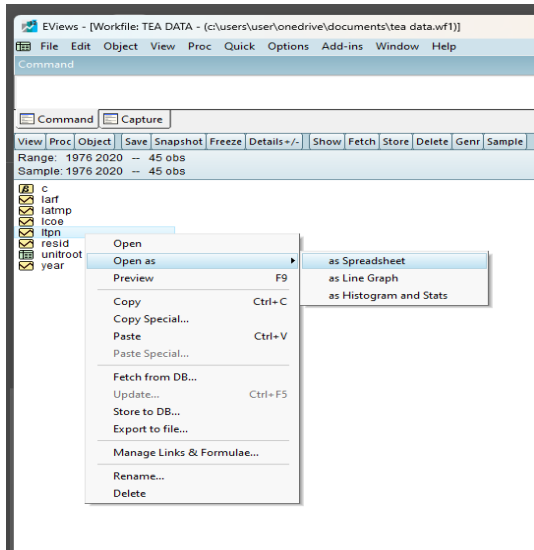 EViews - [Workfile: TEA DATA - (c:\users\user\onedrive\documents\tea data.wf1)]
File Edit Object View Proc Quick Options Add-ins Window Help
Command
Command Capture
View Proc Object Save Snapshot Freeze Details+/- Show Fetch Store Delete Genr Sample
Range: 1976 2020 -- 45 obs
Sample: 1976 2020 -- 45 obs
c
larf
latmp
lcoe
ltpn
resid
unitroot
year
Open
Open as
Preview F9
Copy Ctrl+C
Copy Special...
Paste Ctrl+V
Paste Special...
Fetch from DB...
Update... Ctrl+F5
Store to DB...
Export to file...
Manage Links & Formulae...
Rename...
Delete
as Spreadsheet
as Line Graph
as Histogram and Stats